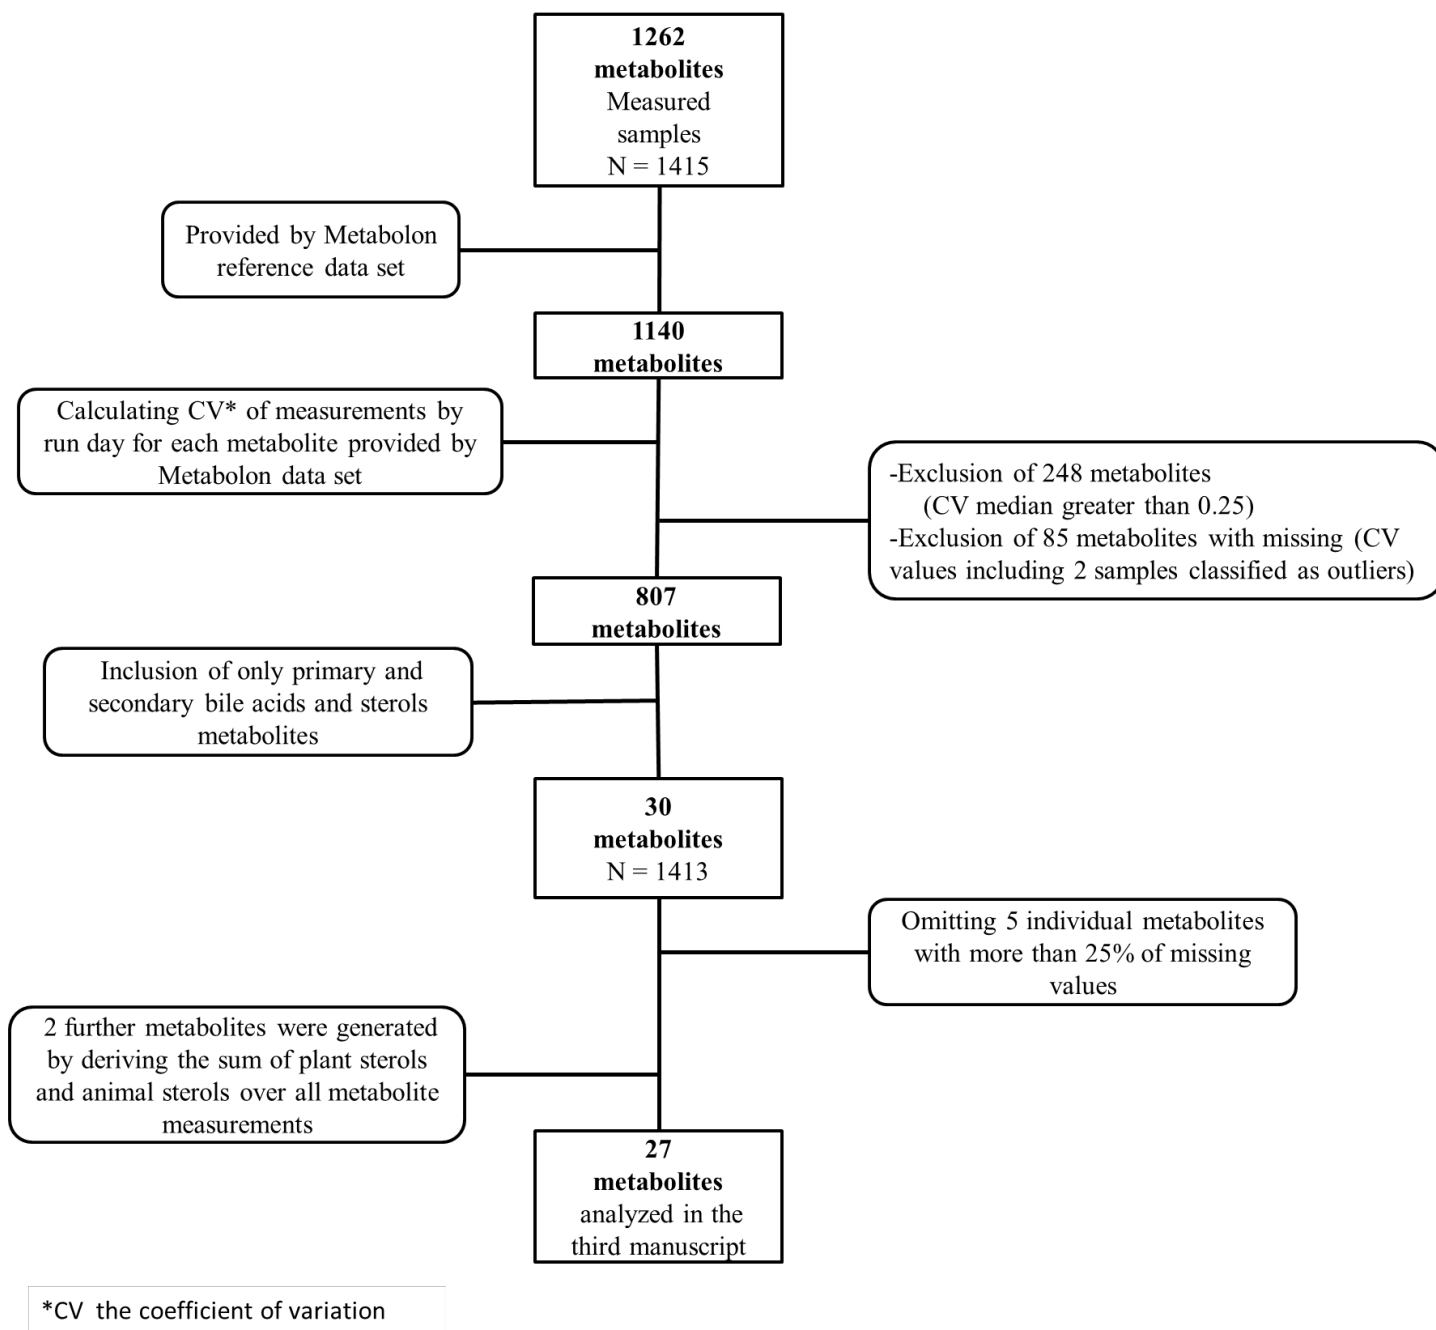 1262
metabolites
Measured
samples
N = 1415
Provided by Metabolon
reference data set
1140
metabolites
Calculating CV* of measurements by
run day for each metabolite provided by
Metabolon data set
-Exclusion of 248 metabolites
(CV median greater than 0.25)
-Exclusion of 85 metabolites with missing (CV
values including 2 samples classified as outliers)
807
metabolites
Inclusion of only primary and
secondary bile acids and sterols
metabolites
30
metabolites
N = 1413
Omitting 5 individual metabolites
with more than 25% of missing
values
2 further metabolites were generated
by deriving the sum of plant sterols
and animal sterols over all metabolite
measurements
27
metabolites
analyzed in the
third manuscript
*CV the coefficient of variation